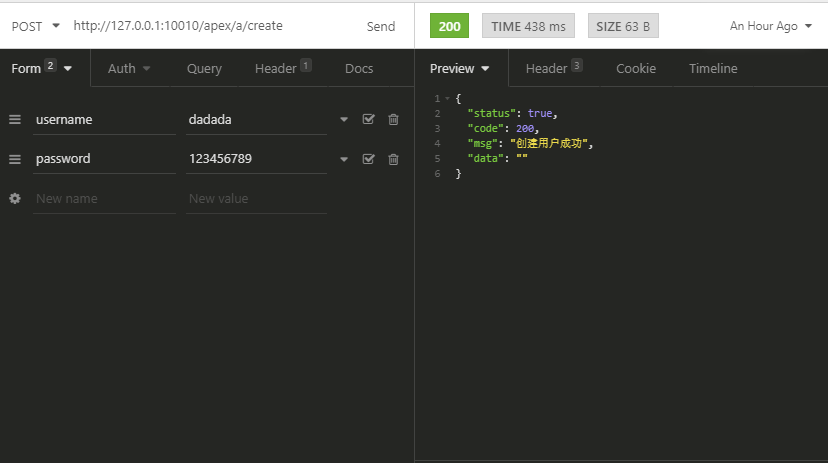 POST http://127.0.0.1:10010/apex/a/create Send
200 TIME 438 ms SIZE 63 B An Hour Ago
Form 2 Auth Query Header 1 Docs
Preview Header 3 Cookie Timeline
username dadada
password 123456789
New name New value
1 {
2 "status": true,
3 "code": 200,
4 "msg": "创建用户成功",
5 "data": ""
6 }